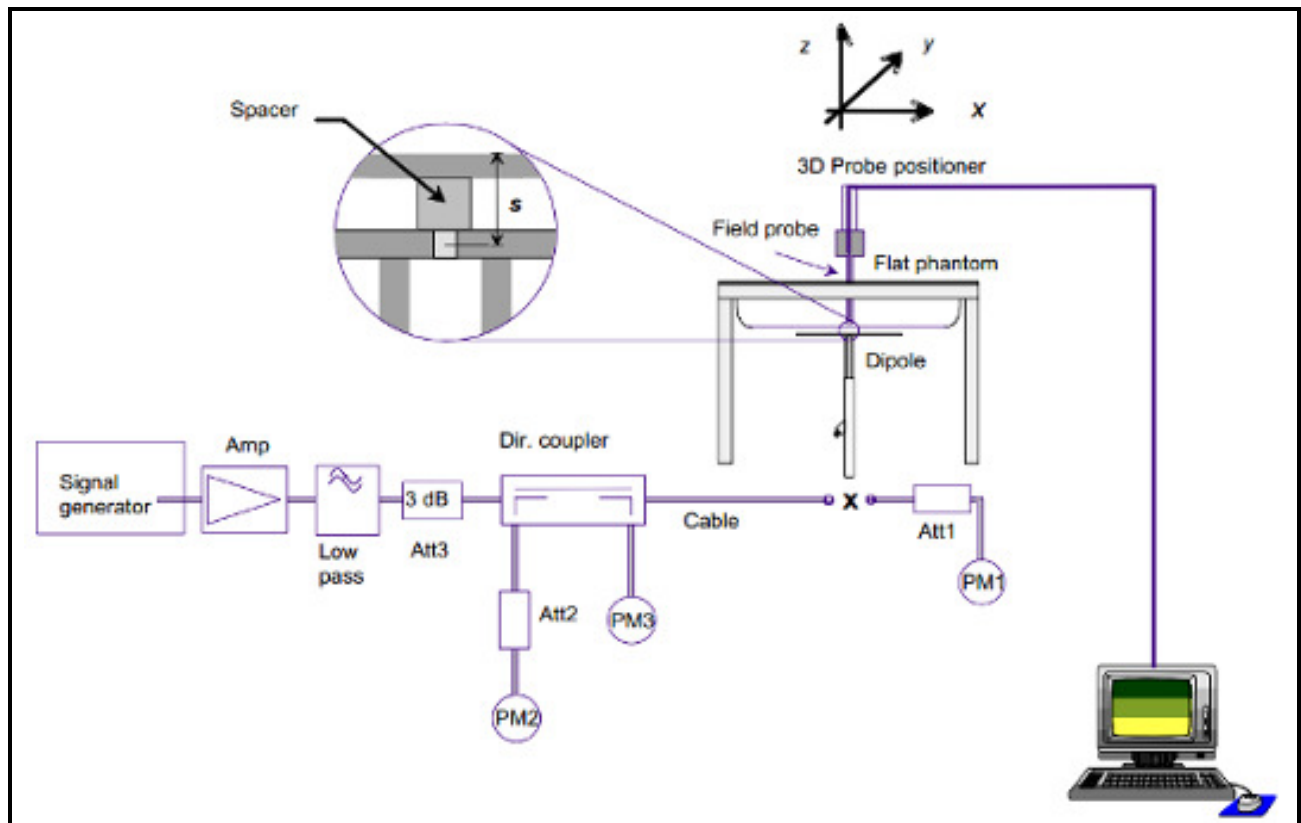 z
y
x
Spacer
s
3D Probe positioner
Field probe
Flat phantom
Dipole
Dir. coupler
Amp
Signal
generator
3 dB
Cable
x
Att1
Low
pass
Att3
PM1
Att2
PM3
PM2